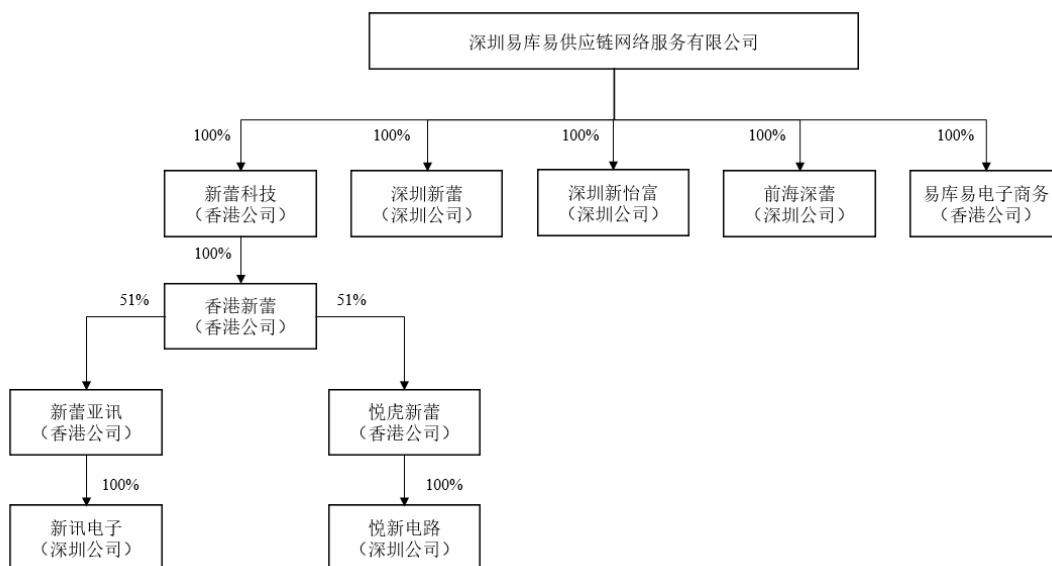 深圳易库易供应链网络服务有限公司
100%
100%
100%
100%
100%
新蕾科技
（香港公司）
深圳新蕾
（深圳公司）
深圳新怡富
（深圳公司）
前海深蕾
（深圳公司）
易库易电子商务
（香港公司）
100%
香港新蕾
（香港公司）
51%
51%
新蕾亚讯
（香港公司）
悦虎新蕾
（香港公司）
100%
100%
新讯电子
（深圳公司）
悦新电路
（深圳公司）